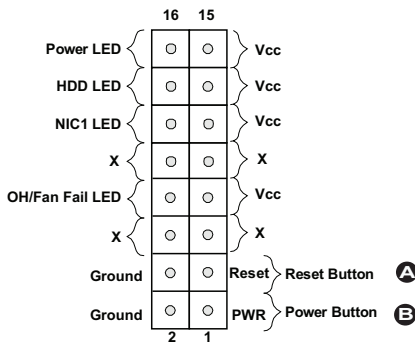 16 15
Power LED Vcc
HDD LED Vcc
NIC1 LED Vcc
X X
OH/Fan Fail LED Vcc
X X
Ground Reset Reset Button A
Ground PWR Power Button B
2 1